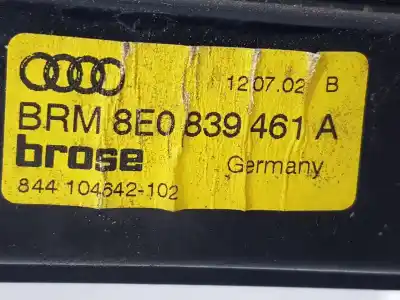 12.07.02 B
BRM 8E0 839 461 A
brose Germany
844 104642-102